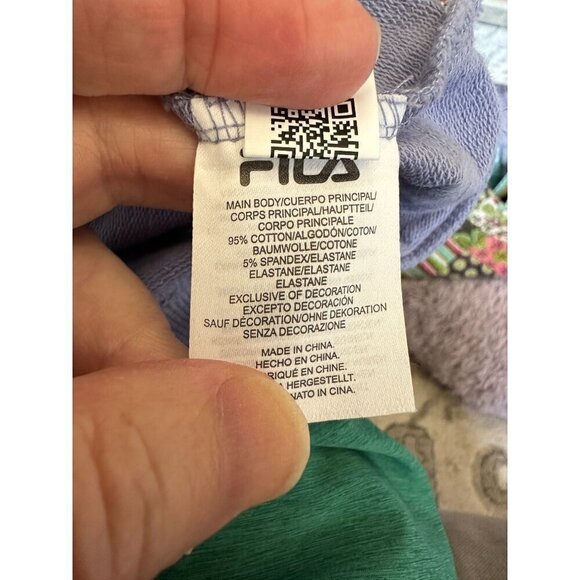 FILA
MAIN BODY/CUERPO PRINCIPAL/
CORPS PRINCIPAL/HAUPTTEIL/
CORPO PRINCIPALE
95% COTTON/ALGODÓN/COTON/
BAUMWOLLE/COTONE
5% SPANDEX/ELASTANE/
ELASTANE/ELASTANE
ELASTANE
EXCLUSIVE OF DECORATION
EXCEPTO DECORACIÓN
SAUF DÉCORATION/OHNE DEKORATION
SENZA DECORAZIONE
MADE IN CHINA.
HECHO EN CHINA.
RIQUÉ EN CHINE.
HERGESTELLT.
NATO IN CINA.